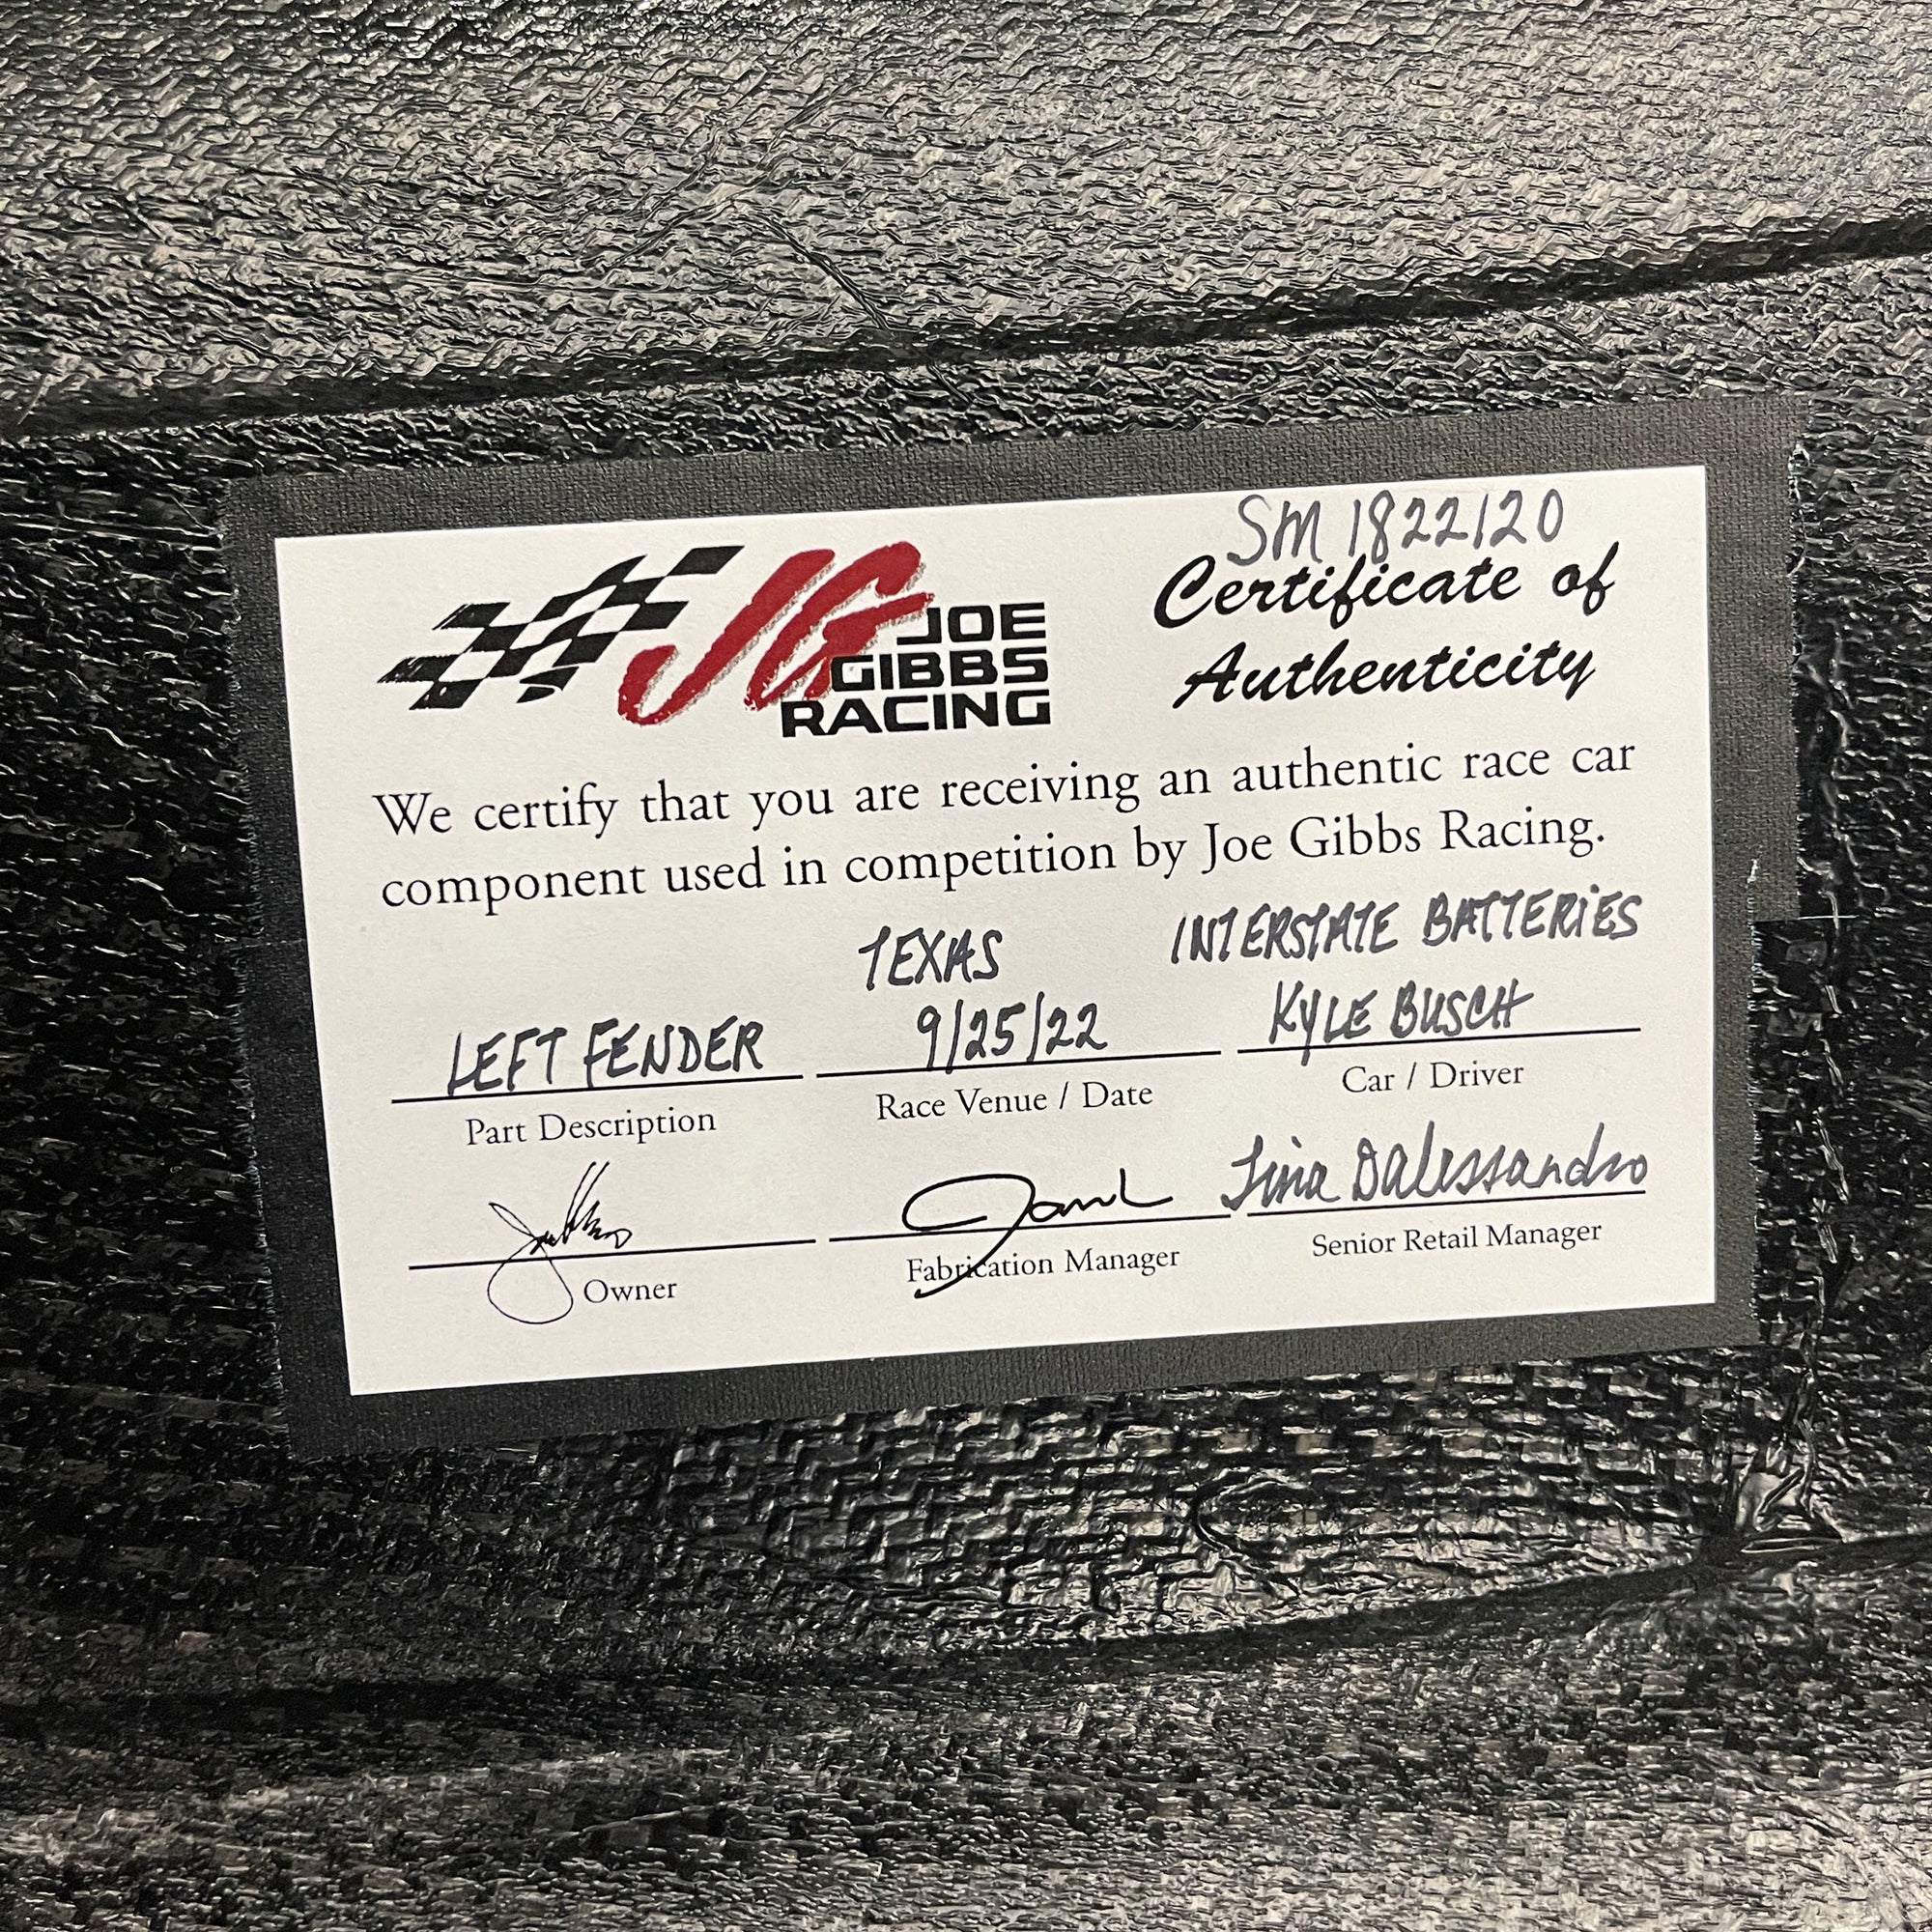 SM 1822120
JG JOE
GIBBS
RACING
Certificate of
Authenticity
We certify that you are receiving an authentic race car
component used in competition by Joe Gibbs Racing.
TEXAS INTERSTATE BATTERIES
LEFT FENDER 9/25/22 KYLE BUSCH
Part Description Race Venue / Date Car / Driver
Tina Dalessandro
Owner Fabrication Manager Senior Retail Manager